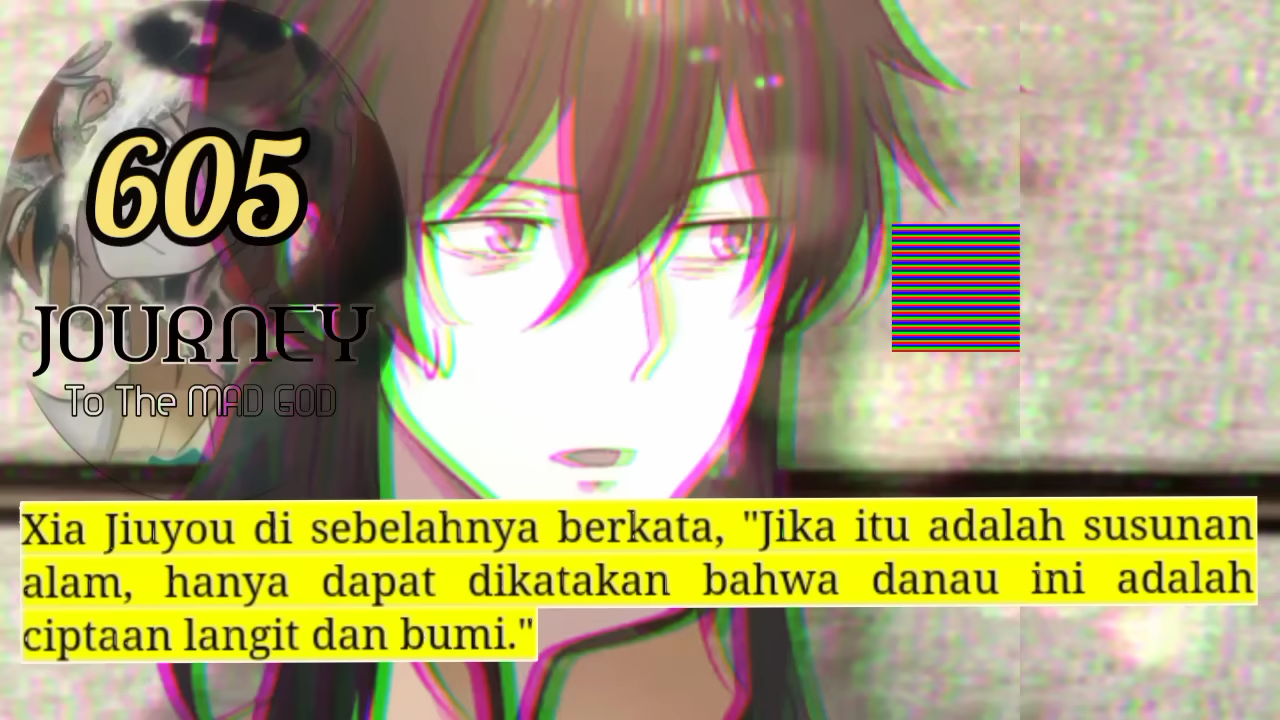 605
JOURNEY
To The MAD GOD
Xia Jiuyou di sebelahnya berkata, "Jika itu adalah susunan
alam, hanya dapat dikatakan bahwa danau ini adalah
ciptaan langit dan bumi."